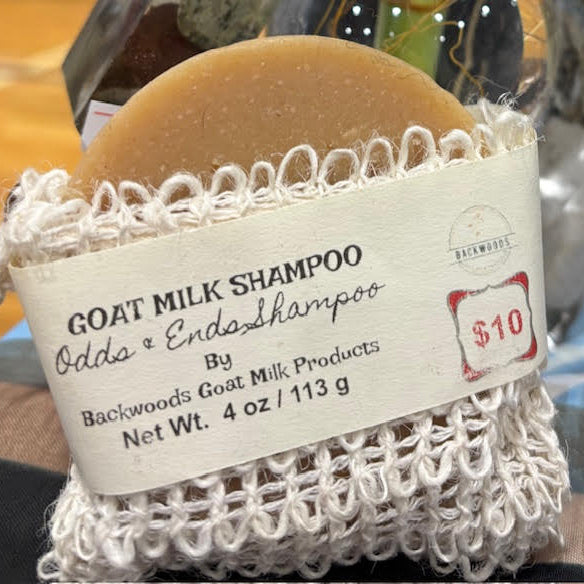 GOAT MILK SHAMPOO
Odds & Ends Shampoo
By
Backwoods Goat Milk Products
Net Wt. 4 oz / 113 g
BACKWOODS
$10